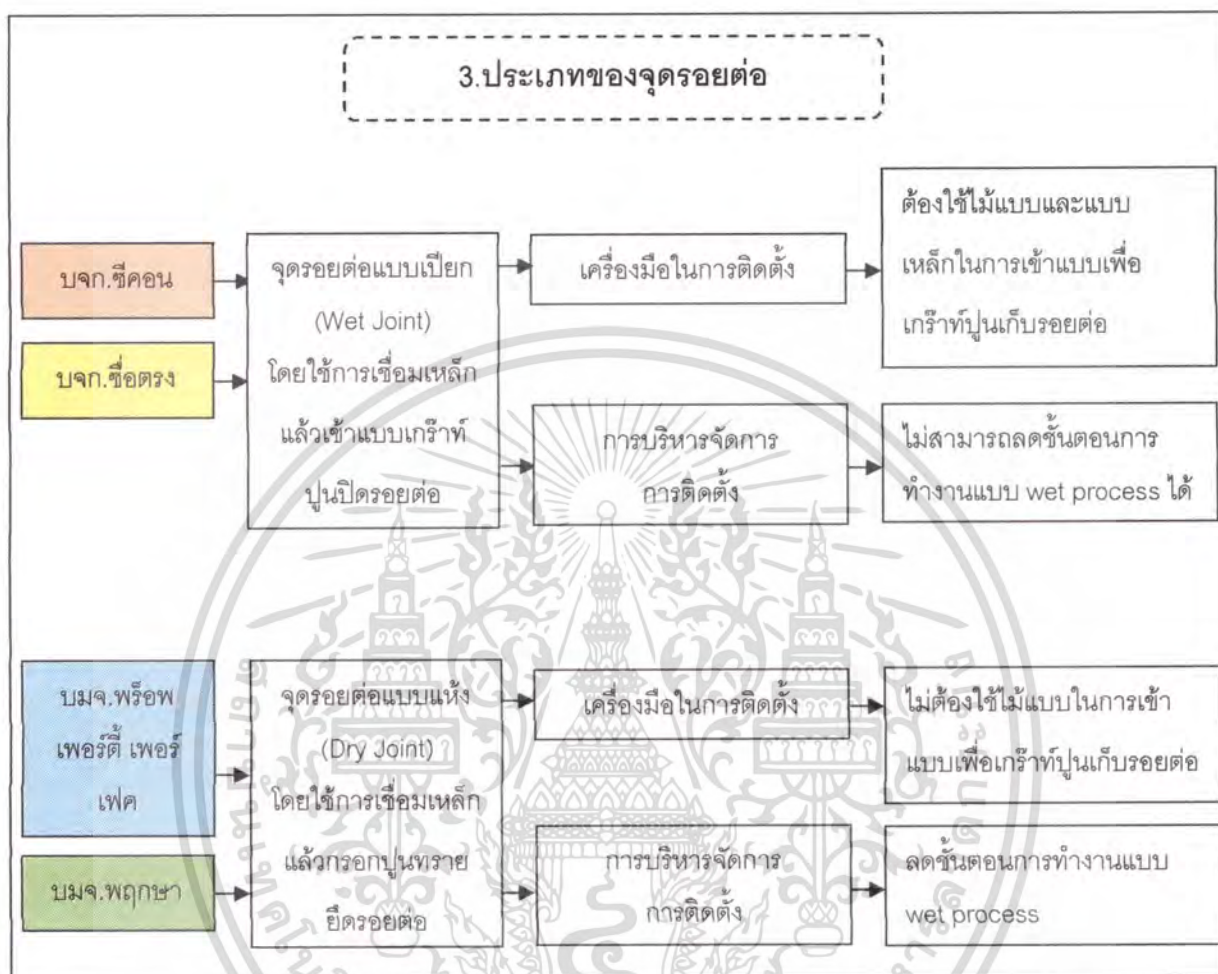 3.ประเภทของจุดรอยต่อ
บจก.ซีคอน
บจก.ซื่อตรง
จุดรอยต่อแบบเปียก
(Wet Joint)
โดยใช้การเชื่อมเหล็ก
แล้วเข้าแบบเกร๊าท์
ปูนปิดรอยต่อ
เครื่องมือในการติดตั้ง
ต้องใช้ไม้แบบและแบบ
เหล็กในการเข้าแบบเพื่อ
เกร๊าท์ปูนเก็บรอยต่อ
การบริหารจัดการ
การติดตั้ง
ไม่สามารถลดขั้นตอนการ
ทำงานแบบ wet process ได้
บมจ.พร็อพ
เพอร์ตี้ เพอร์
เฟค
บมจ.พฤกษา
จุดรอยต่อแบบแห้ง
(Dry Joint)
โดยใช้การเชื่อมเหล็ก
แล้วกรอกปูนทราย
ยึดรอยต่อ
เครื่องมือในการติดตั้ง
ไม่ต้องใช้ไม้แบบในการเข้า
แบบเพื่อเกร๊าท์ปูนเก็บรอยต่อ
การบริหารจัดการ
การติดตั้ง
ลดขั้นตอนการทำงานแบบ
wet process